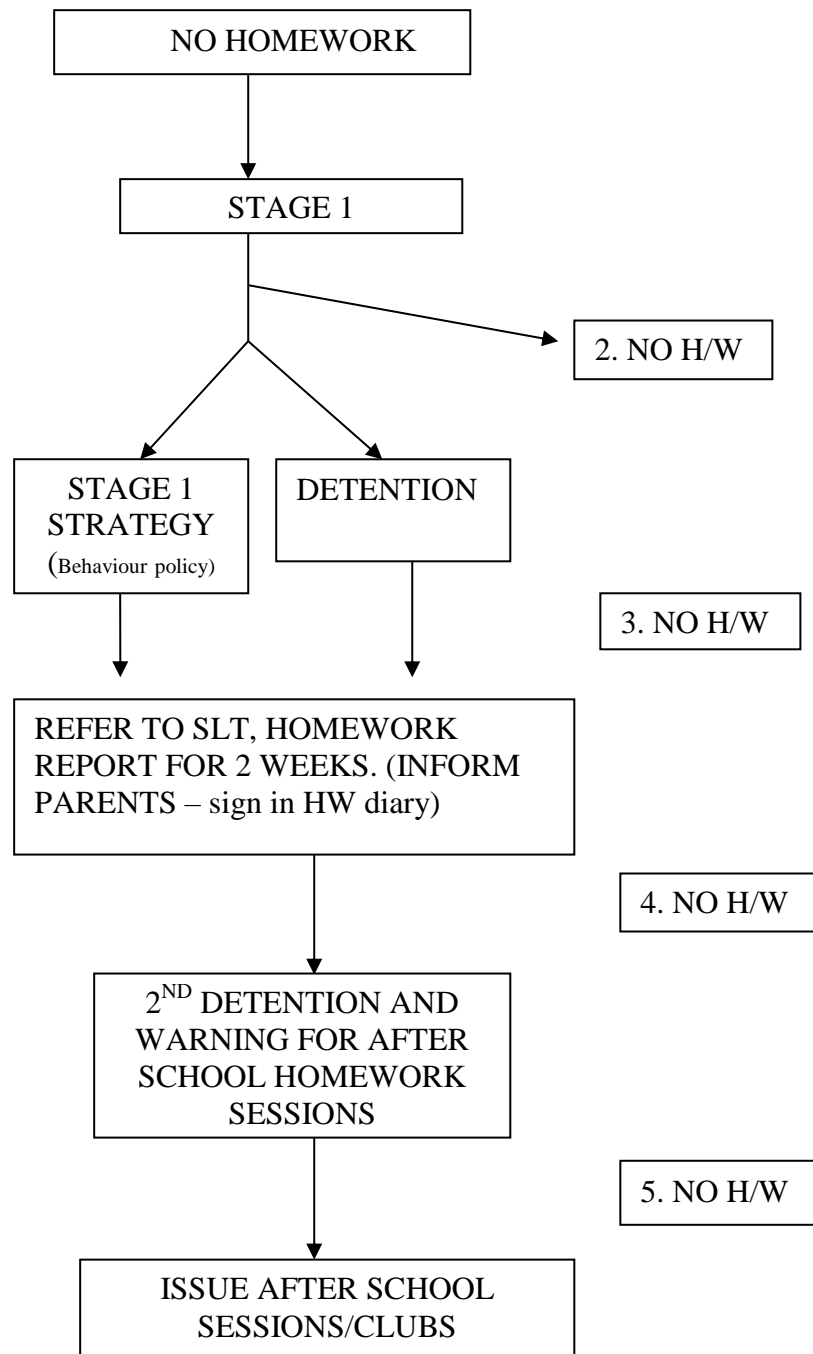 NO HOMEWORK
STAGE 1
2. NO H/W
STAGE 1
STRATEGY
(Behaviour policy)
DETENTION
3. NO H/W
REFER TO SLT, HOMEWORK
REPORT FOR 2 WEEKS. (INFORM
PARENTS – sign in HW diary)
4. NO H/W
2ND DETENTION AND
WARNING FOR AFTER
SCHOOL HOMEWORK
SESSIONS
5. NO H/W
ISSUE AFTER SCHOOL
SESSIONS/CLUBS